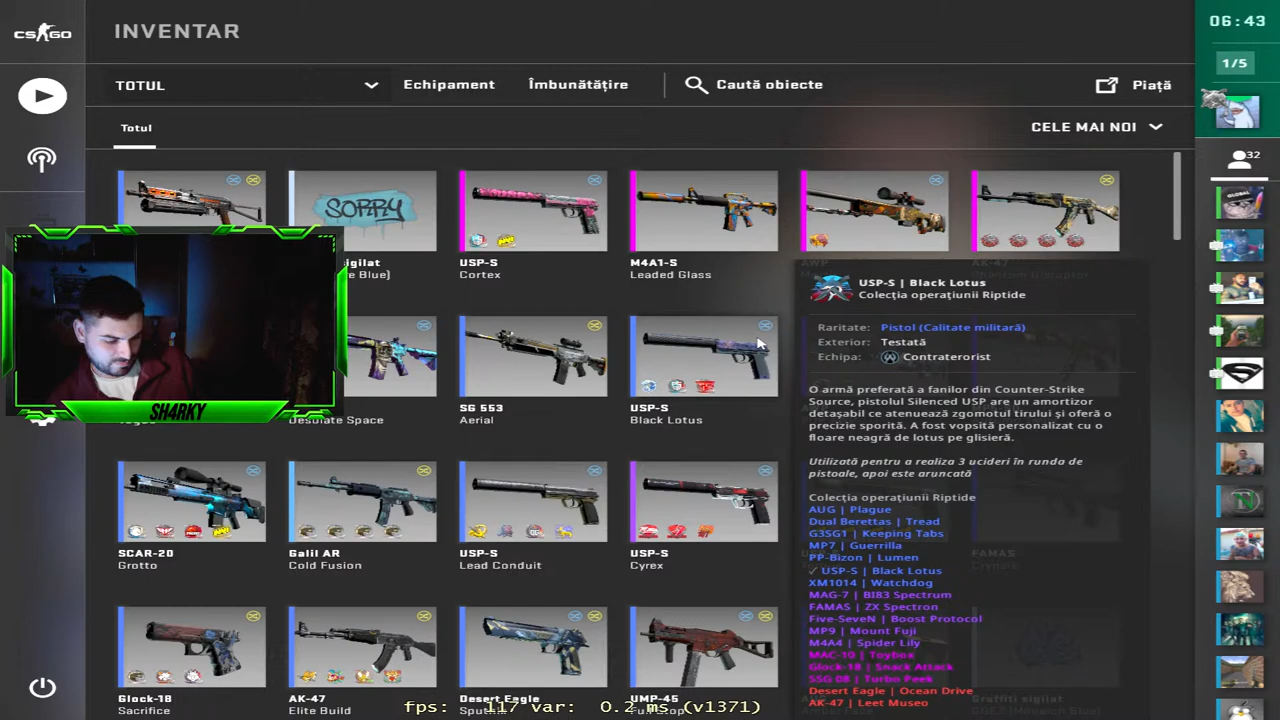 CS:GO
INVENTAR
06:43
1/5
TOTUL
Echipament
Îmbunătățire
Caută obiecte
Piață
Totul
CELE MAI NOI
32
SORRY
USP-S
Cortex
M4A1-S
Leaded Glass
AK-47
SH4RKY
Desolate Space
SG 553
Aerial
USP-S
Black Lotus
USP-S | Black Lotus
Colecția operațiunii Riptide
Raritate: Pistol (Calitate militară)
Exterior: Testată
Echipa: Contraterorist
O armă preferată a fanilor din Counter-Strike
Source, pistolul Silenced USP are un amortizor
detașabil ce atenuează zgomotul tirului și oferă o
precizie sporită. A fost vopsită personalizat cu o
floare neagră de lotus pe glisieră.
Utilizată pentru a realiza 3 ucideri în runda de
pistoale, apoi este aruncată
Colecția operațiunii Riptide
AUG | Plague
Dual Berettas | Tread
G3SG1 | Keeping Tabs
MP7 | Guerrilla
PP-Bizon | Lumen
✓ USP-S | Black Lotus
XM1014 | Watchdog
MAG-7 | BI83 Spectrum
FAMAS | ZX Spectron
Five-SeveN | Boost Protocol
MP9 | Mount Fuji
M4A4 | Spider Lily
MAC-10 | Toybox
Glock-18 | Snack Attack
SSG 08 | Turbo Peek
Desert Eagle | Ocean Drive
AK-47 | Leet Museo
SCAR-20
Grotto
Galil AR
Cold Fusion
USP-S
Lead Conduit
USP-S
Cyrex
FAMAS
Glock-18
Sacrifice
AK-47
Elite Build
Desert Eagle
UMP-45
Graffiti sigilat
fps: 117 var: 0.2 ms (v1371)